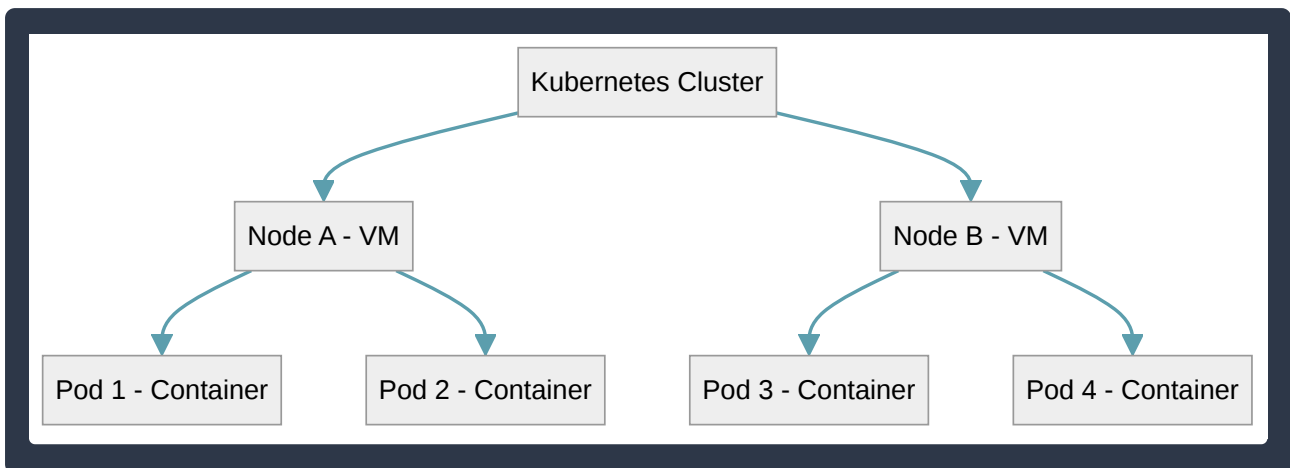 Kubernetes Cluster
Node A - VM
Node B - VM
Pod 1 - Container
Pod 2 - Container
Pod 3 - Container
Pod 4 - Container